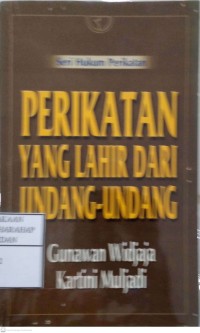 Seri Hukum Perikatan
PERIKATAN
YANG LAHIR DARI
UNDANG-UNDANG
Gunawan Widjaja
Kartini Muljadi